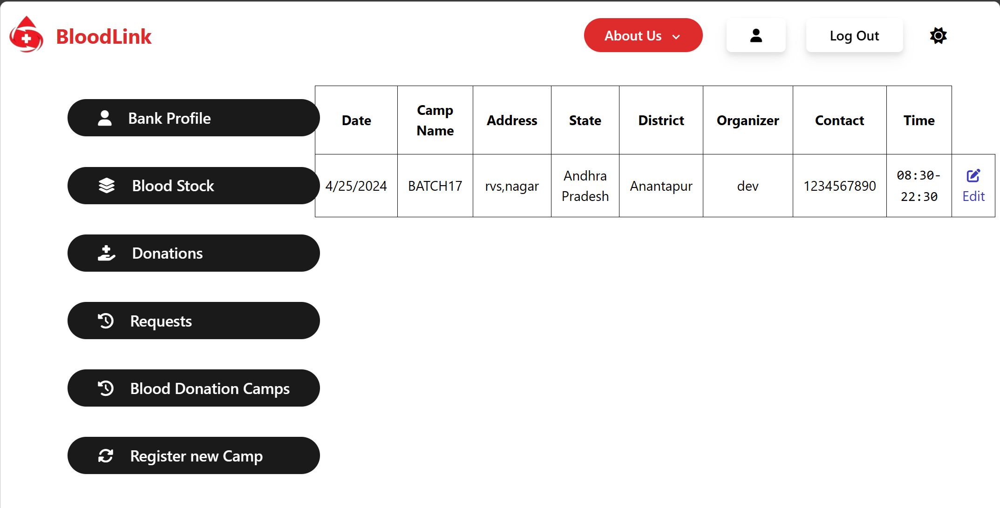 BloodLink
About Us
Log Out
Bank Profile
Blood Stock
Donations
Requests
Blood Donation Camps
Register new Camp
Date
Camp
Name
Address
State
District
Organizer
Contact
Time
4/25/2024
BATCH17
rvs,nagar
Andhra
Pradesh
Anantapur
dev
1234567890
08:30-
22:30
Edit